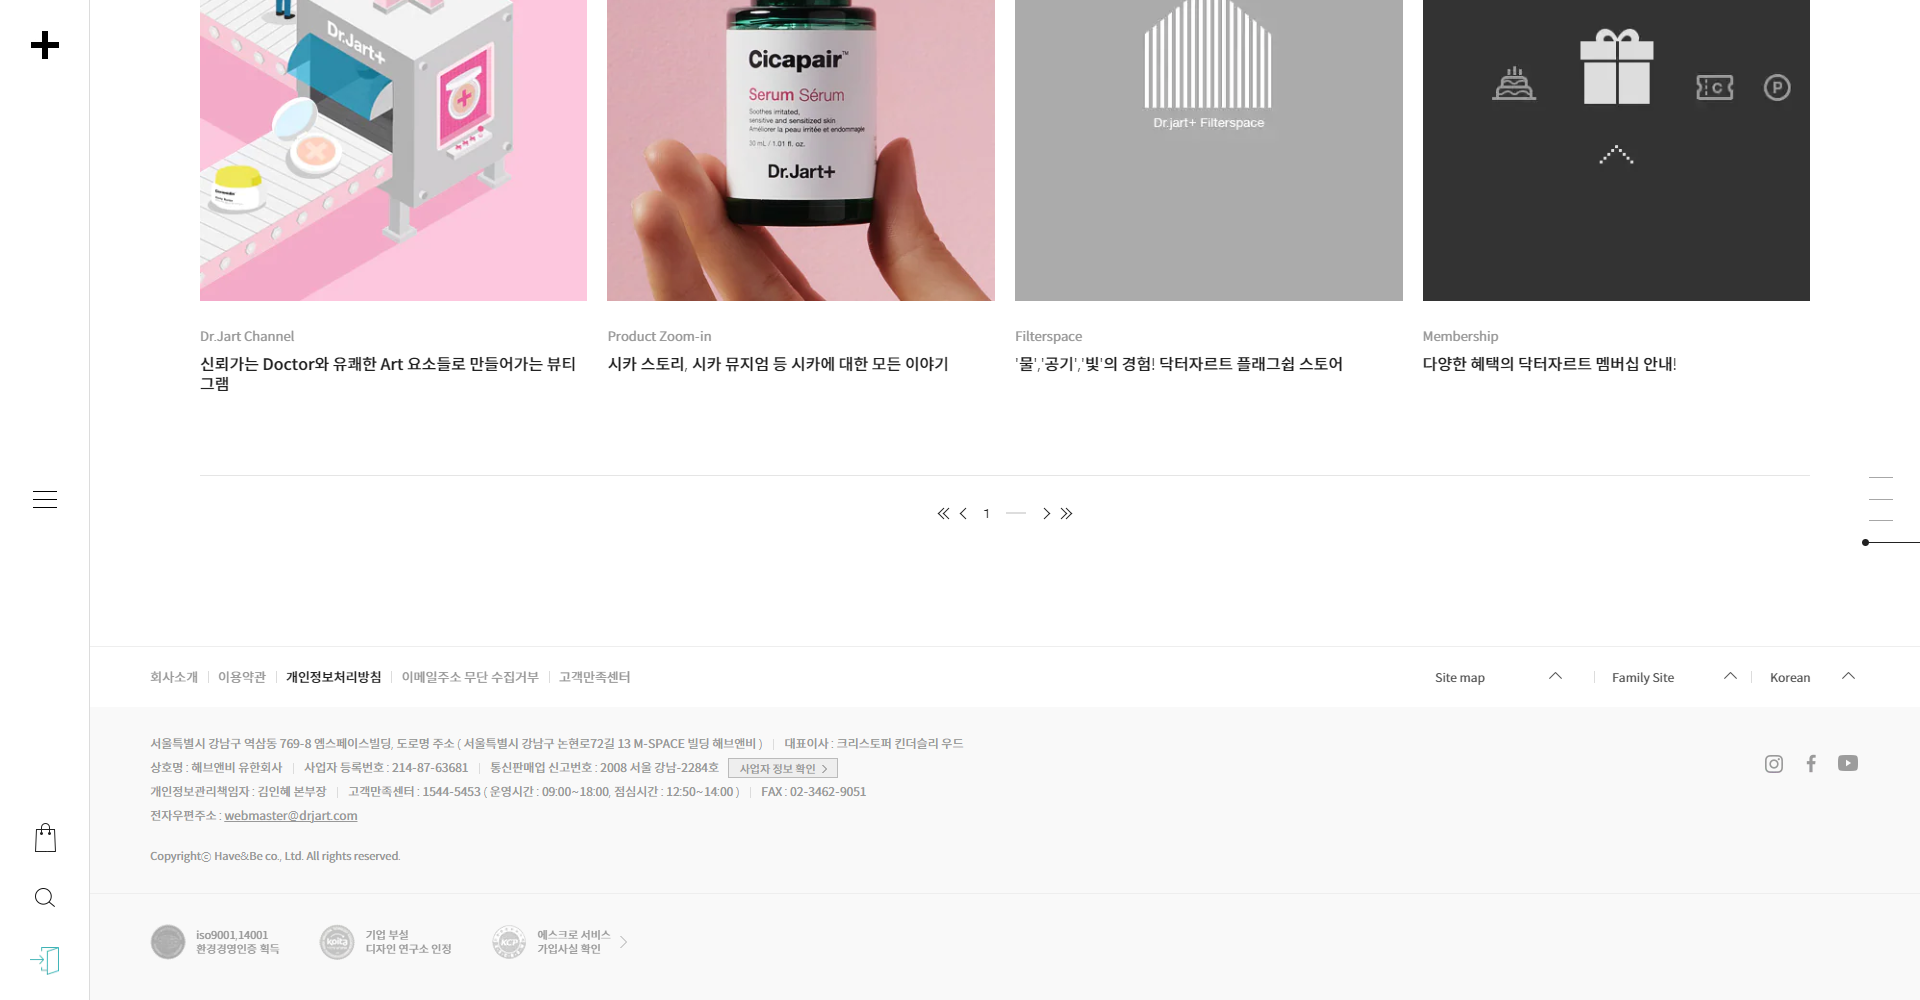 Dr.Jart+
Cicapair™
Serum Sérum
Soothes irritated,
sensitive and sensitized skin
Améliorer la peau irritée et endommagée
30 mL / 1.01 fl. oz.
Dr.Jart+
Dr.jart+ Filterspace
C
P
Dr.Jart Channel
신뢰가는 Doctor와 유쾌한 Art 요소들로 만들어가는 뷰티
그램
Product Zoom-in
시카 스토리, 시카 뮤지엄 등 시카에 대한 모든 이야기
Filterspace
'물','공기','빛'의 경험! 닥터자르트 플래그쉽 스토어
Membership
다양한 혜택의 닥터자르트 멤버십 안내!
1
회사소개 이용약관 개인정보처리방침 이메일주소 무단 수집거부 고객만족센터
Site map Family Site Korean
서울특별시 강남구 역삼동 769-8 엠스페이스빌딩, 도로명 주소 ( 서울특별시 강남구 논현로72길 13 M-SPACE 빌딩 해브앤비 ) 대표이사 : 크리스토퍼 킨더슬리 우드
상호명 : 해브앤비 유한회사 사업자 등록번호 : 214-87-63681 통신판매업 신고번호 : 2008 서울 강남-2284호 사업자 정보 확인
개인정보관리책임자 : 김인혜 본부장 고객만족센터 : 1544-5453 ( 운영시간 : 09:00~18:00, 점심시간 : 12:50~14:00 ) FAX : 02-3462-9051
전자우편주소 : webmaster@drjart.com
Copyrightⓒ Have&Be co., Ltd. All rights reserved.
iso9001,14001
환경경영인증 획득
koita
기업 부설
디자인 연구소 인정
KCP
에스크로 서비스
가입사실 확인